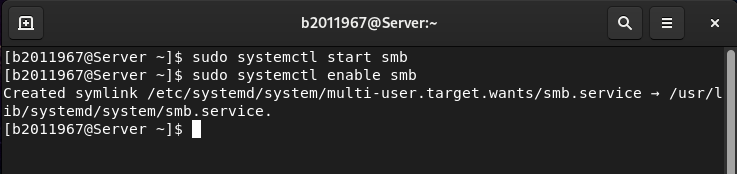 b2011967@Server:~
[b2011967@Server ~]$ sudo systemctl start smb
[b2011967@Server ~]$ sudo systemctl enable smb
Created symlink /etc/systemd/system/multi-user.target.wants/smb.service → /usr/l
ib/systemd/system/smb.service.
[b2011967@Server ~]$